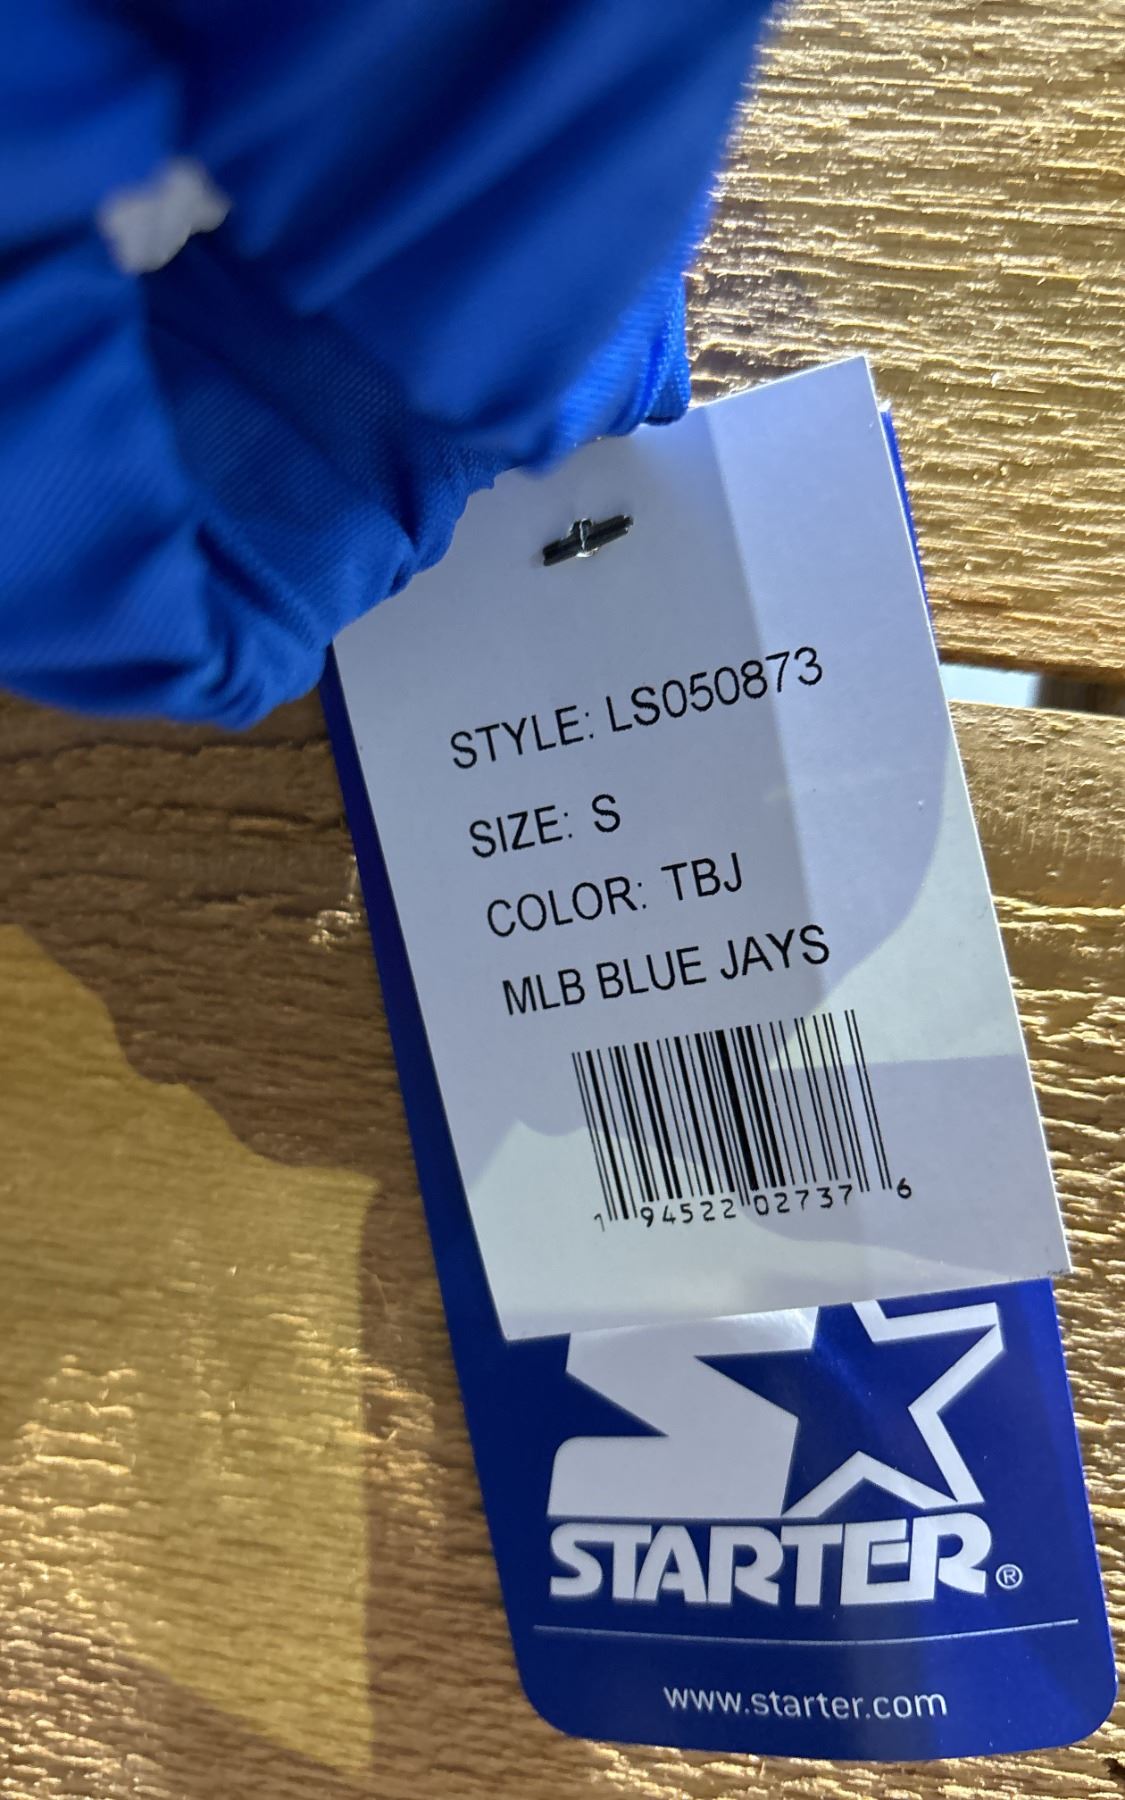 STYLE: LS050873
SIZE: S
COLOR: TBJ
MLB BLUE JAYS
1 94522 02737 6
STARTER®
www.starter.com